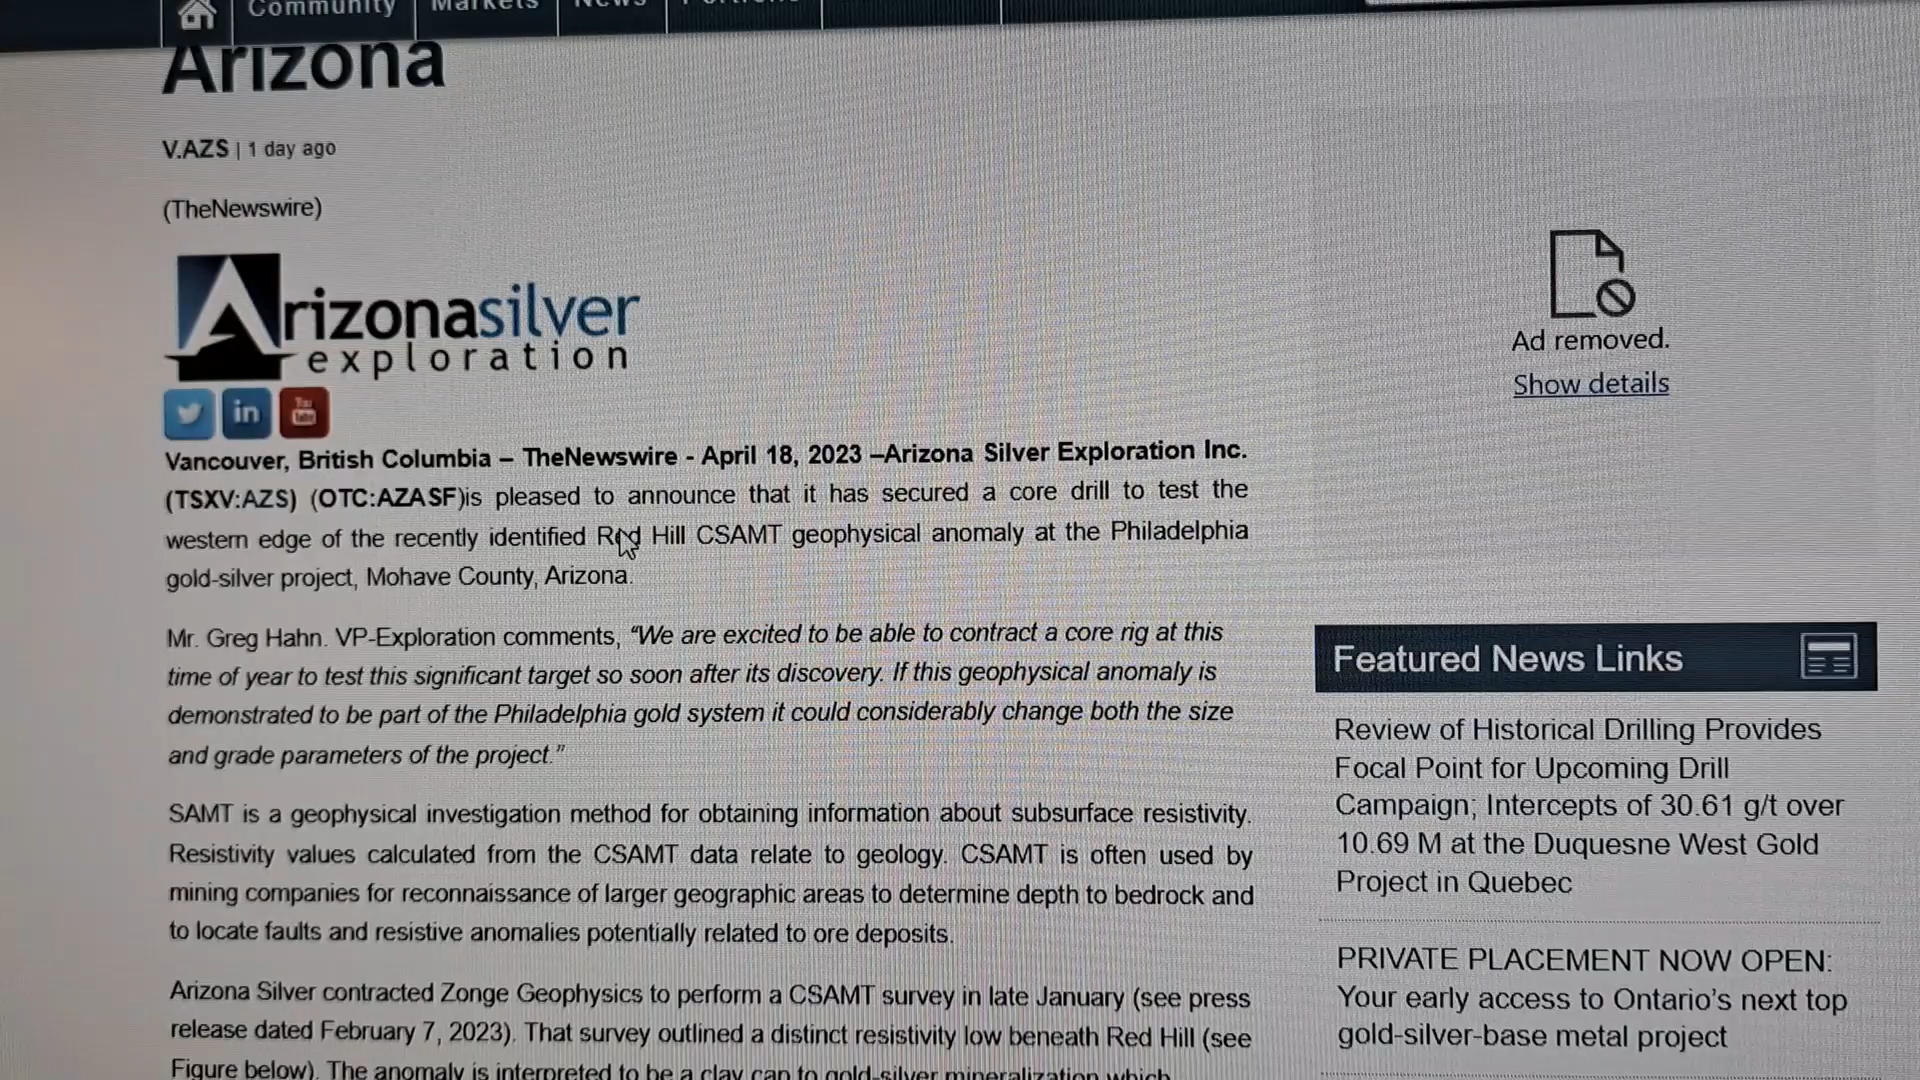 Community
Markets
News
Arizona
V.AZS | 1 day ago
(TheNewswire)
Arizonasilver
exploration
in
You
Tube
Vancouver, British Columbia – TheNewswire - April 18, 2023 –Arizona Silver Exploration Inc.
(TSXV:AZS) (OTC:AZASF)is pleased to announce that it has secured a core drill to test the
western edge of the recently identified Red Hill CSAMT geophysical anomaly at the Philadelphia
gold-silver project, Mohave County, Arizona.
Mr. Greg Hahn. VP-Exploration comments, “We are excited to be able to contract a core rig at this
time of year to test this significant target so soon after its discovery. If this geophysical anomaly is
demonstrated to be part of the Philadelphia gold system it could considerably change both the size
and grade parameters of the project.”
SAMT is a geophysical investigation method for obtaining information about subsurface resistivity.
Resistivity values calculated from the CSAMT data relate to geology. CSAMT is often used by
mining companies for reconnaissance of larger geographic areas to determine depth to bedrock and
to locate faults and resistive anomalies potentially related to ore deposits.
Arizona Silver contracted Zonge Geophysics to perform a CSAMT survey in late January (see press
release dated February 7, 2023). That survey outlined a distinct resistivity low beneath Red Hill (see
Figure below). The anomaly is interpreted to be a clay cap to gold-silver mineralization which
Ad removed.
Show details
Featured News Links
Review of Historical Drilling Provides
Focal Point for Upcoming Drill
Campaign; Intercepts of 30.61 g/t over
10.69 M at the Duquesne West Gold
Project in Quebec
PRIVATE PLACEMENT NOW OPEN:
Your early access to Ontario’s next top
gold-silver-base metal project